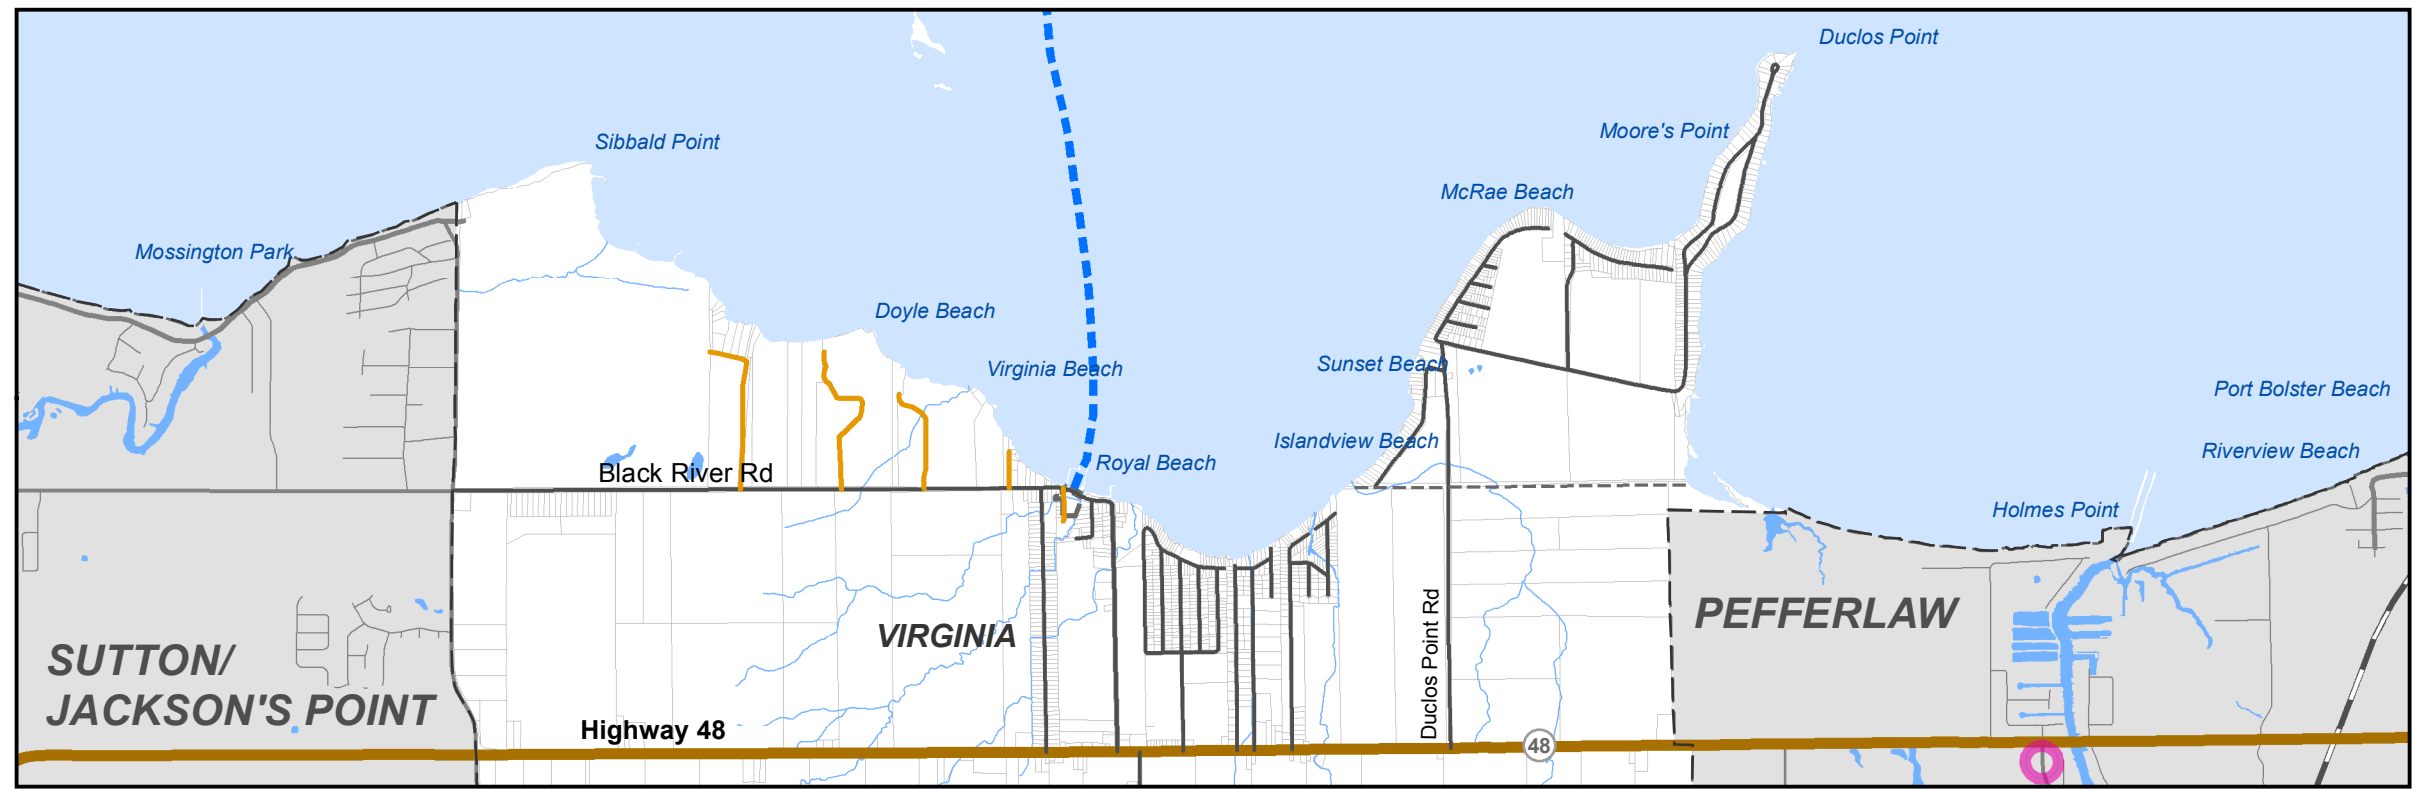 Duclos Point
Moore's Point
Sibbald Point
McRae Beach
Mossington Park
Doyle Beach
Virginia Beach
Sunset Beach
Port Bolster Beach
Islandview Beach
Riverview Beach
Royal Beach
Black River Rd
Holmes Point
PEFFERLAW
VIRGINIA
Duclos Point Rd
SUTTON/
JACKSON'S POINT
Highway 48
48